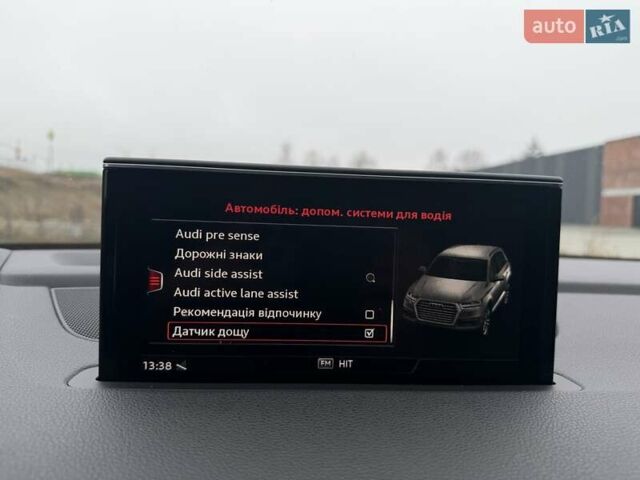 auto RIA .com
Автомобіль: допом. системи для водія
Audi pre sense
Дорожні знаки
Audi side assist
Audi active lane assist
Рекомендація відпочинку
Датчик дощу
13:38 FM HIT